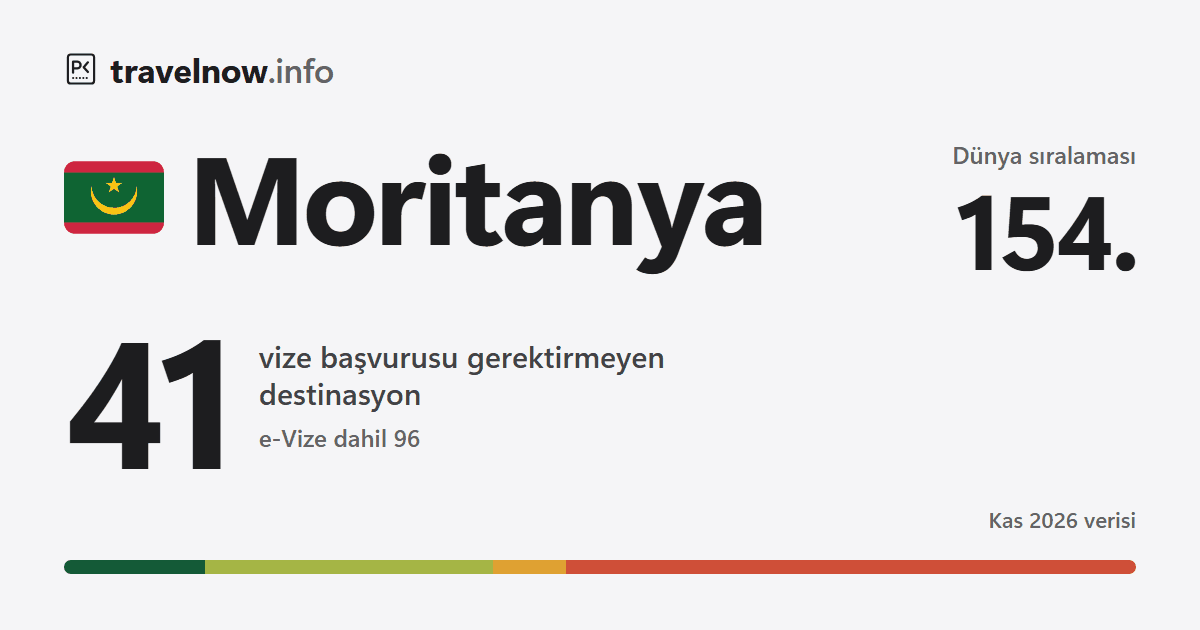 travelnow.info
Moritanya
Dünya sıralaması
154.
41
vize başvurusu gerektirmeyen
destinasyon
e-Vize dahil 96
Kas 2026 verisi